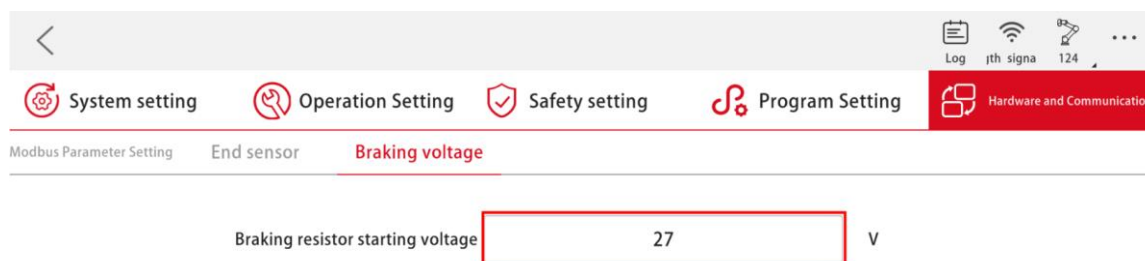 Log ɿth signa 124
System setting Operation Setting Safety setting Program Setting Hardware and Communicatio
Modbus Parameter Setting End sensor Braking voltage
Braking resistor starting voltage 27 V